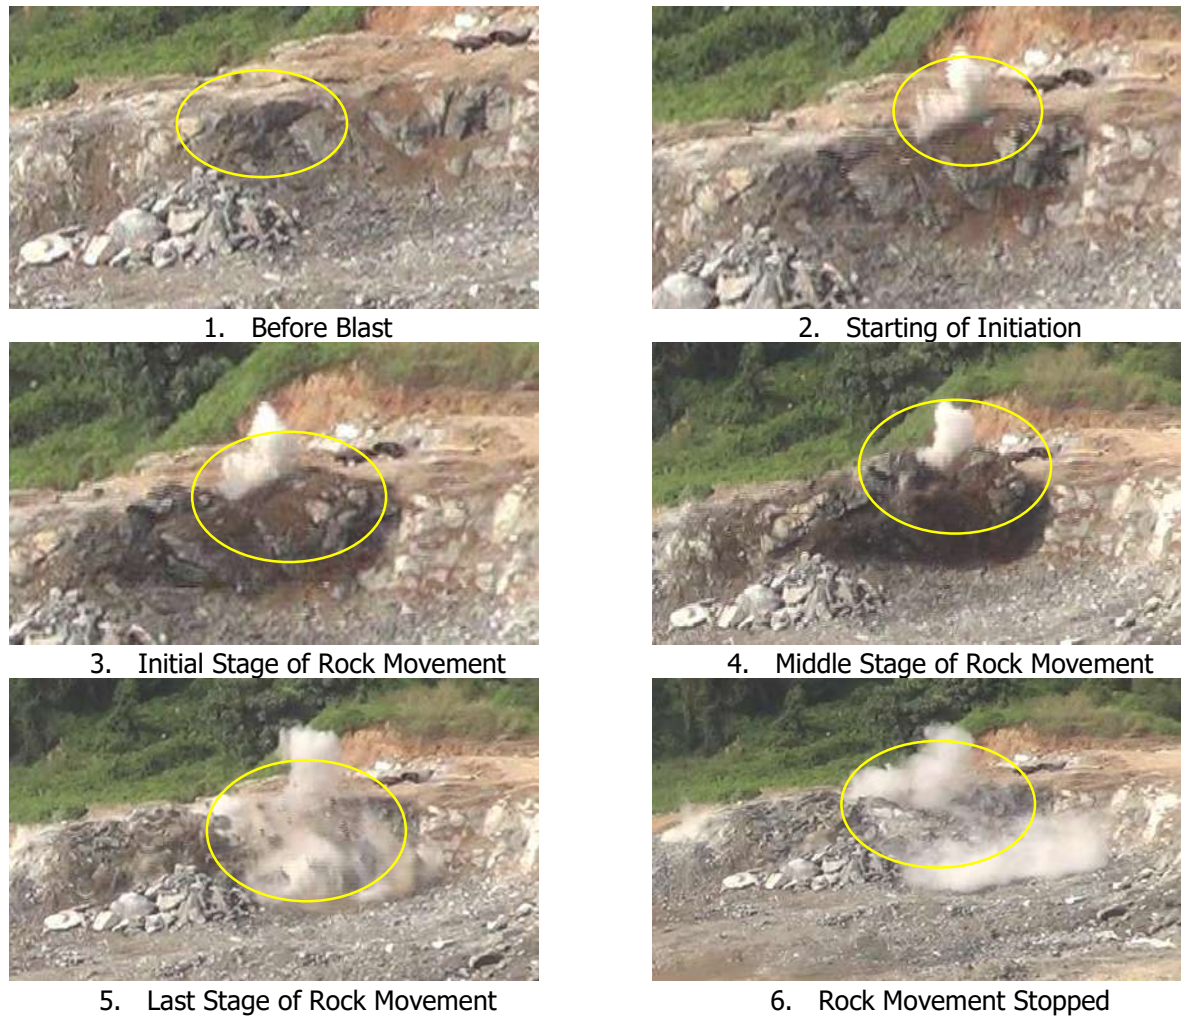 1. Before Blast
2. Starting of Initiation
3. Initial Stage of Rock Movement
4. Middle Stage of Rock Movement
5. Last Stage of Rock Movement
6. Rock Movement Stopped